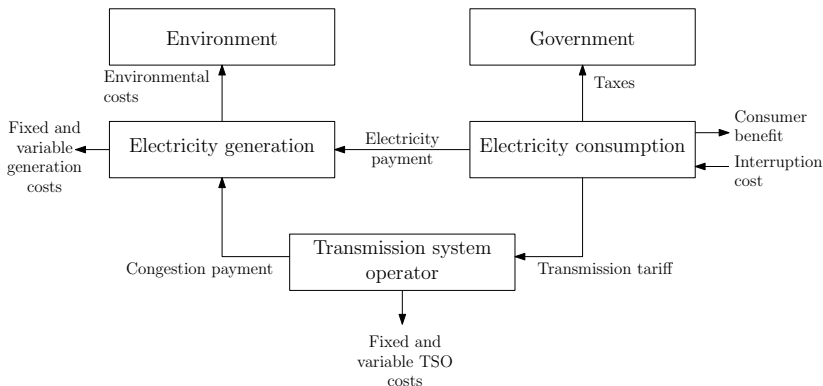 Environment
Government
Environmental
costs
Taxes
Fixed and
variable
generation
costs
Electricity generation
Electricity
payment
Electricity consumption
Consumer
benefit
Interruption
cost
Congestion payment
Transmission system
operator
Transmission tariff
Fixed and
variable TSO
costs